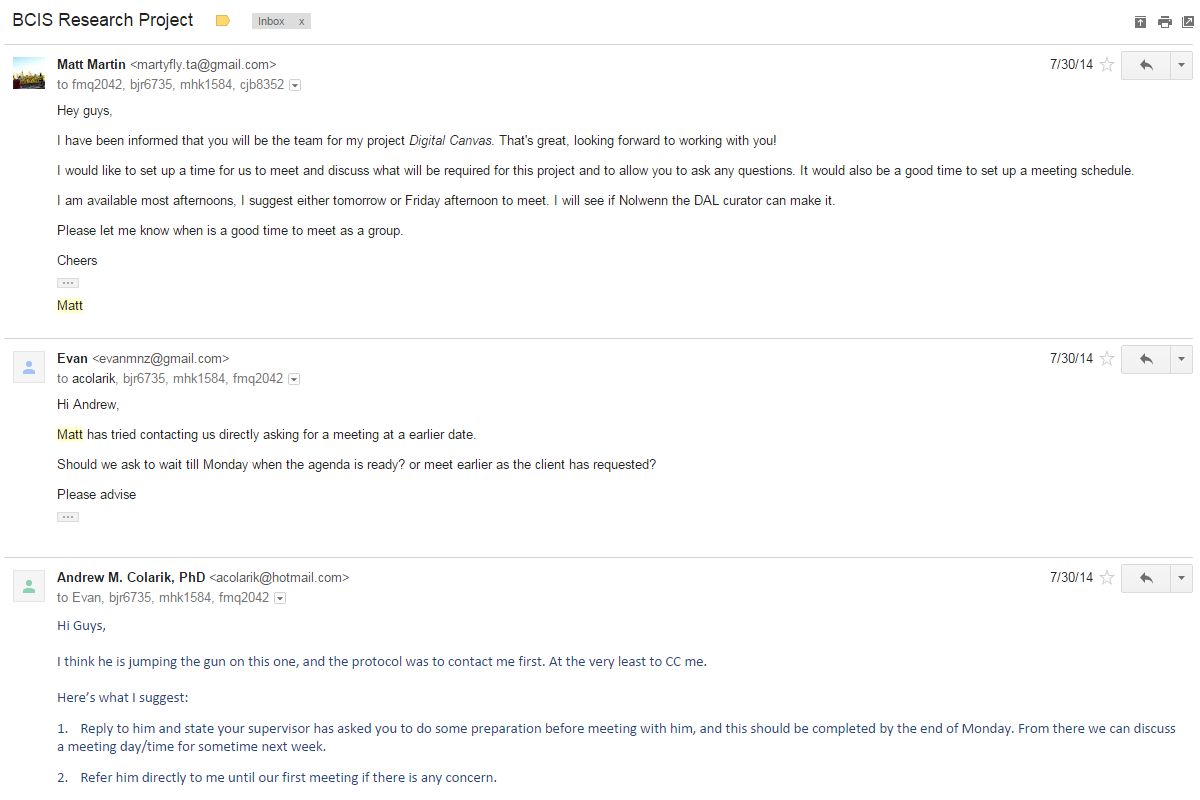 BCIS Research Project Inbox x
Matt Martin <martyfly.ta@gmail.com> 7/30/14
to fmq2042, bjr6735, mhk1584, cjb8352
Hey guys,
I have been informed that you will be the team for my project Digital Canvas. That's great, looking forward to working with you!
I would like to set up a time for us to meet and discuss what will be required for this project and to allow you to ask any questions. It would also be a good time to set up a meeting schedule.
I am available most afternoons, I suggest either tomorrow or Friday afternoon to meet. I will see if Nolwenn the DAL curator can make it.
Please let me know when is a good time to meet as a group.
Cheers
Matt
Evan <evanmnz@gmail.com> 7/30/14
to acolarik, bjr6735, mhk1584, fmq2042
Hi Andrew,
Matt has tried contacting us directly asking for a meeting at a earlier date.
Should we ask to wait till Monday when the agenda is ready? or meet earlier as the client has requested?
Please advise
Andrew M. Colarik, PhD <acolarik@hotmail.com> 7/30/14
to Evan, bjr6735, mhk1584, fmq2042
Hi Guys,
I think he is jumping the gun on this one, and the protocol was to contact me first. At the very least to CC me.
Here's what I suggest:
1. Reply to him and state your supervisor has asked you to do some preparation before meeting with him, and this should be completed by the end of Monday. From there we can discuss
a meeting day/time for sometime next week.
2. Refer him directly to me until our first meeting if there is any concern.